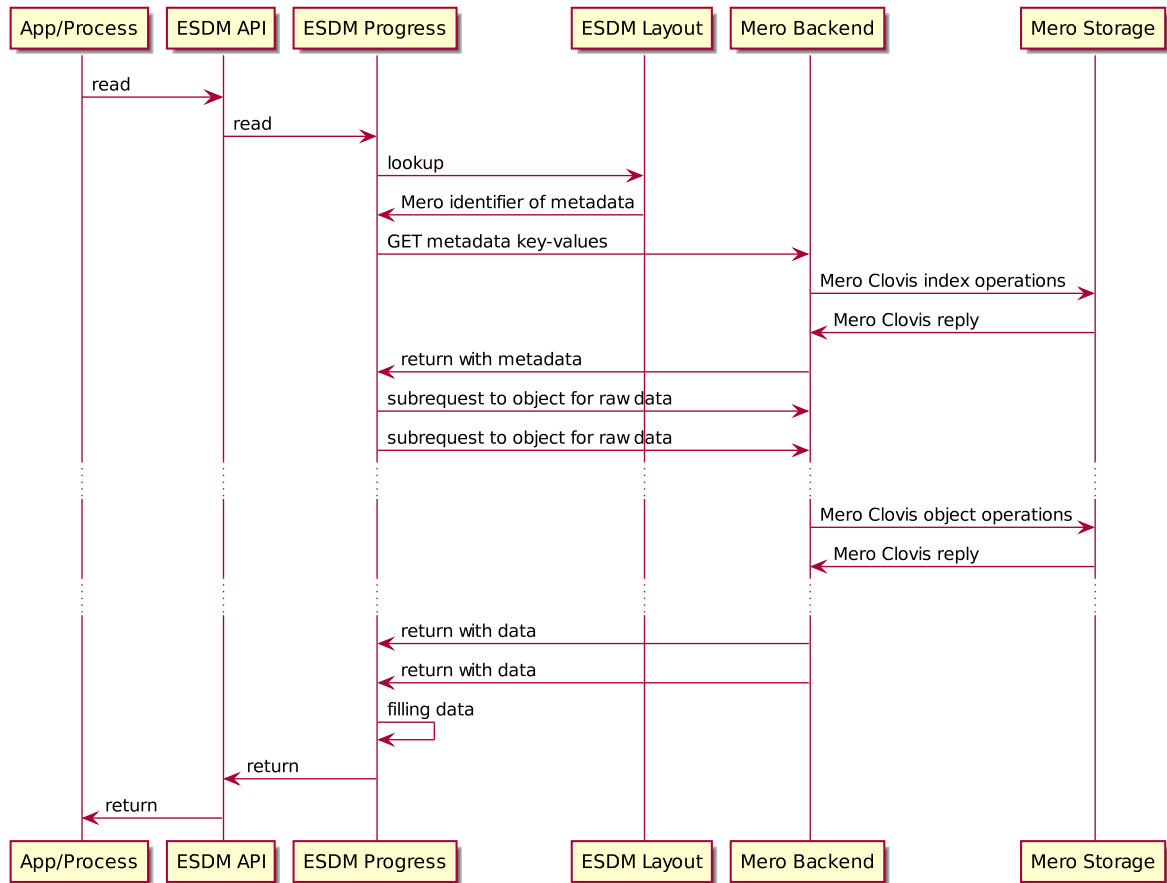 App/Process ESDM API ESDM Progress ESDM Layout Mero Backend Mero Storage
read
read
lookup
Mero identifier of metadata
GET metadata key-values
Mero Clovis index operations
Mero Clovis reply
return with metadata
subrequest to object for raw data
subrequest to object for raw data
Mero Clovis object operations
Mero Clovis reply
return with data
return with data
filling data
return
return
App/Process ESDM API ESDM Progress ESDM Layout Mero Backend Mero Storage